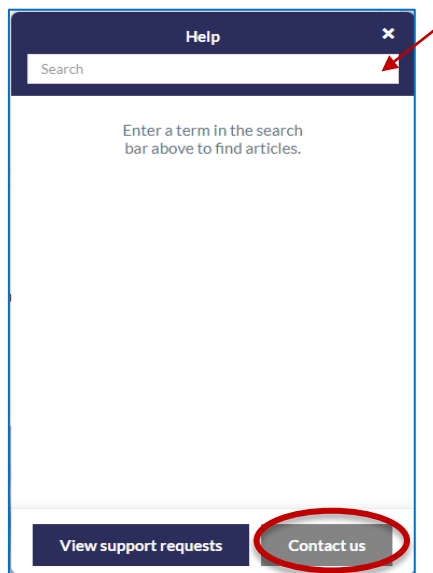 Help
Search
Enter a term in the search
bar above to find articles.
View support requests
Contact us